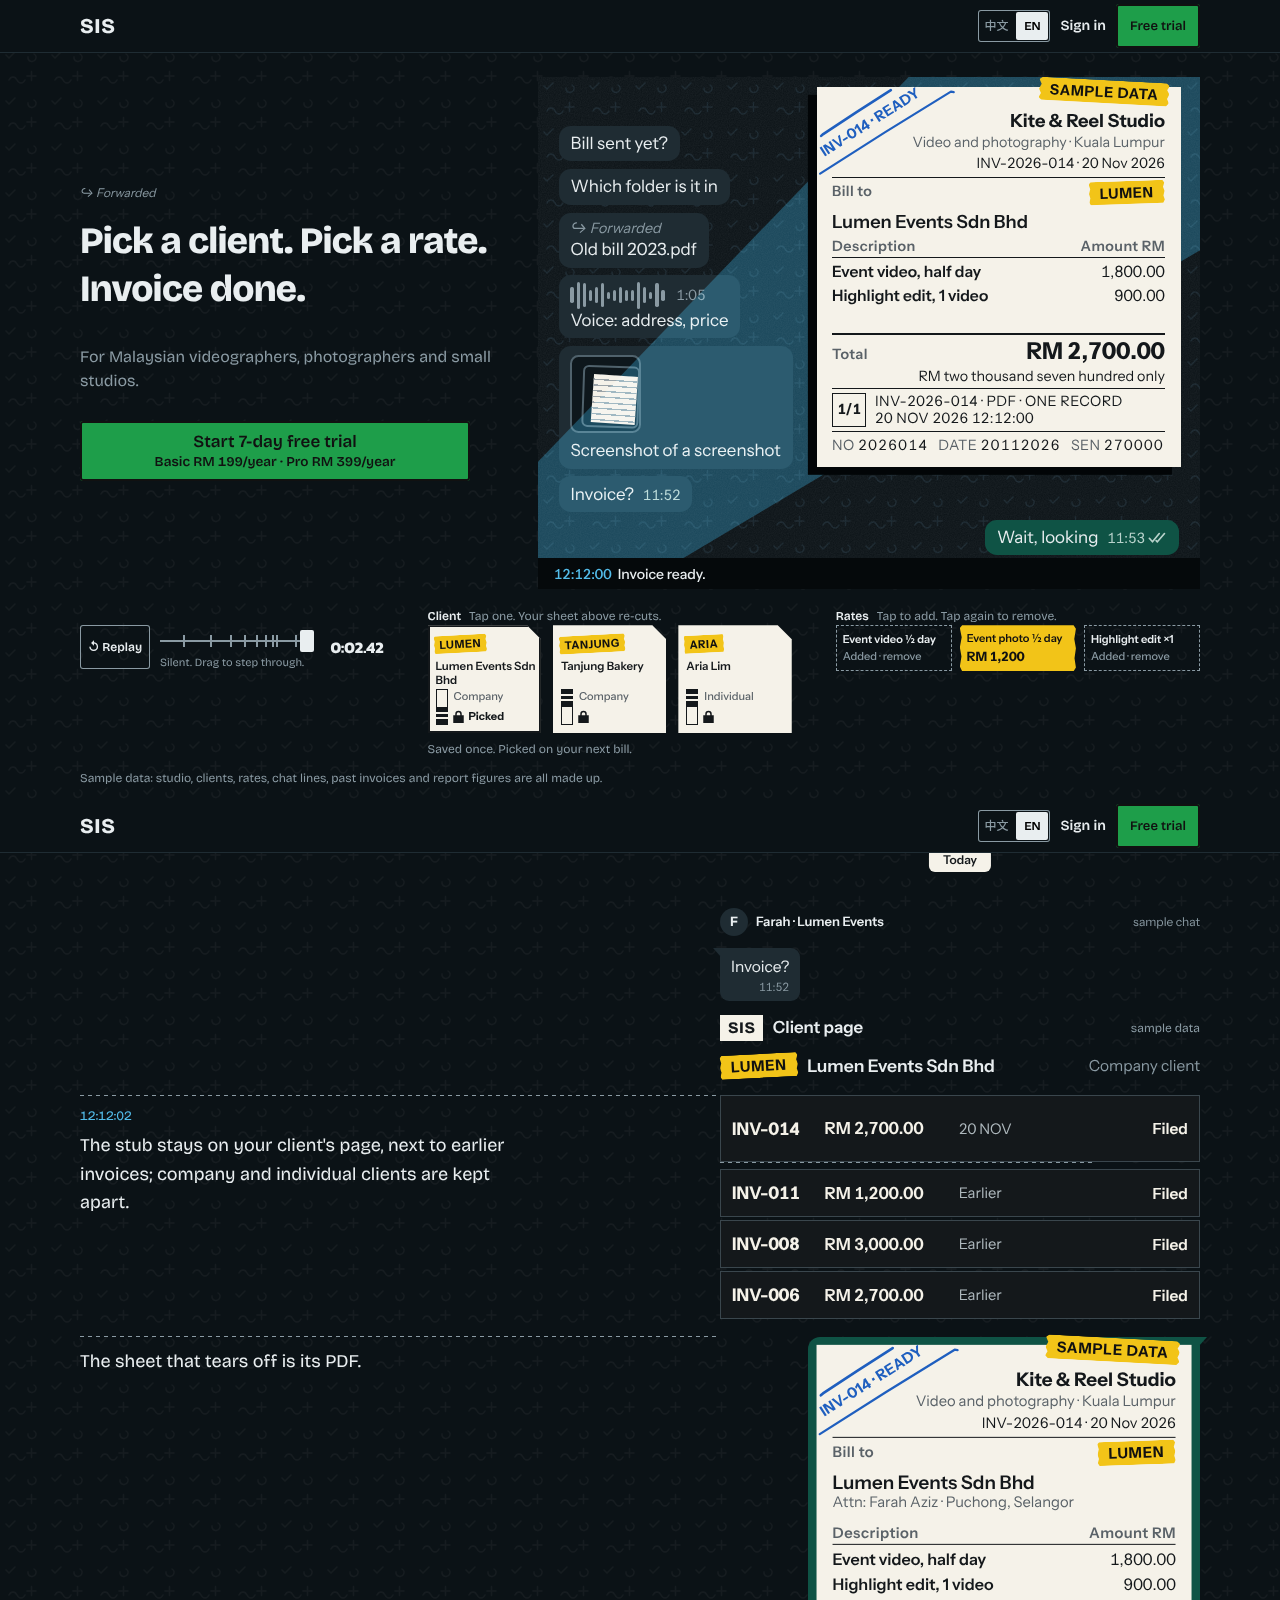 SIS
中文 EN Sign in Free trial
↪ Forwarded
Pick a client. Pick a rate.
Invoice done.
For Malaysian videographers, photographers and small
studios.
Start 7-day free trial
Basic RM 199/year · Pro RM 399/year
Bill sent yet?
Which folder is it in
↪ Forwarded
Old bill 2023.pdf
1:05
Voice: address, price
Screenshot of a screenshot
Invoice? 11:52
INV-014 · READY
SAMPLE DATA
Kite & Reel Studio
Video and photography · Kuala Lumpur
INV-2026-014 · 20 Nov 2026
Bill to LUMEN
Lumen Events Sdn Bhd
Description Amount RM
Event video, half day 1,800.00
Highlight edit, 1 video 900.00
Total RM 2,700.00
RM two thousand seven hundred only
1/1 INV-2026-014 · PDF · ONE RECORD
20 NOV 2026 12:12:00
NO 2026014 DATE 20112026 SEN 270000
Wait, looking 11:53
12:12:00 Invoice ready.
↺ Replay
Silent. Drag to step through.
0:02.42
Client Tap one. Your sheet above re-cuts.
LUMEN
Lumen Events Sdn
Bhd
Company
Picked
TANJUNG
Tanjung Bakery
Company
ARIA
Aria Lim
Individual
Saved once. Picked on your next bill.
Rates Tap to add. Tap again to remove.
Event video ½ day
Added · remove
Event photo ½ day
RM 1,200
Highlight edit ×1
Added · remove
Sample data: studio, clients, rates, chat lines, past invoices and report figures are all made up.
SIS
中文 EN Sign in Free trial
Today
F Farah · Lumen Events sample chat
Invoice?
11:52
SIS Client page sample data
LUMEN Lumen Events Sdn Bhd Company client
12:12:02
The stub stays on your client's page, next to earlier
invoices; company and individual clients are kept
apart.
INV-014 RM 2,700.00 20 NOV Filed
INV-011 RM 1,200.00 Earlier Filed
INV-008 RM 3,000.00 Earlier Filed
INV-006 RM 2,700.00 Earlier Filed
The sheet that tears off is its PDF.
INV-014 · READY
SAMPLE DATA
Kite & Reel Studio
Video and photography · Kuala Lumpur
INV-2026-014 · 20 Nov 2026
Bill to LUMEN
Lumen Events Sdn Bhd
Attn: Farah Aziz · Puchong, Selangor
Description Amount RM
Event video, half day 1,800.00
Highlight edit, 1 video 900.00